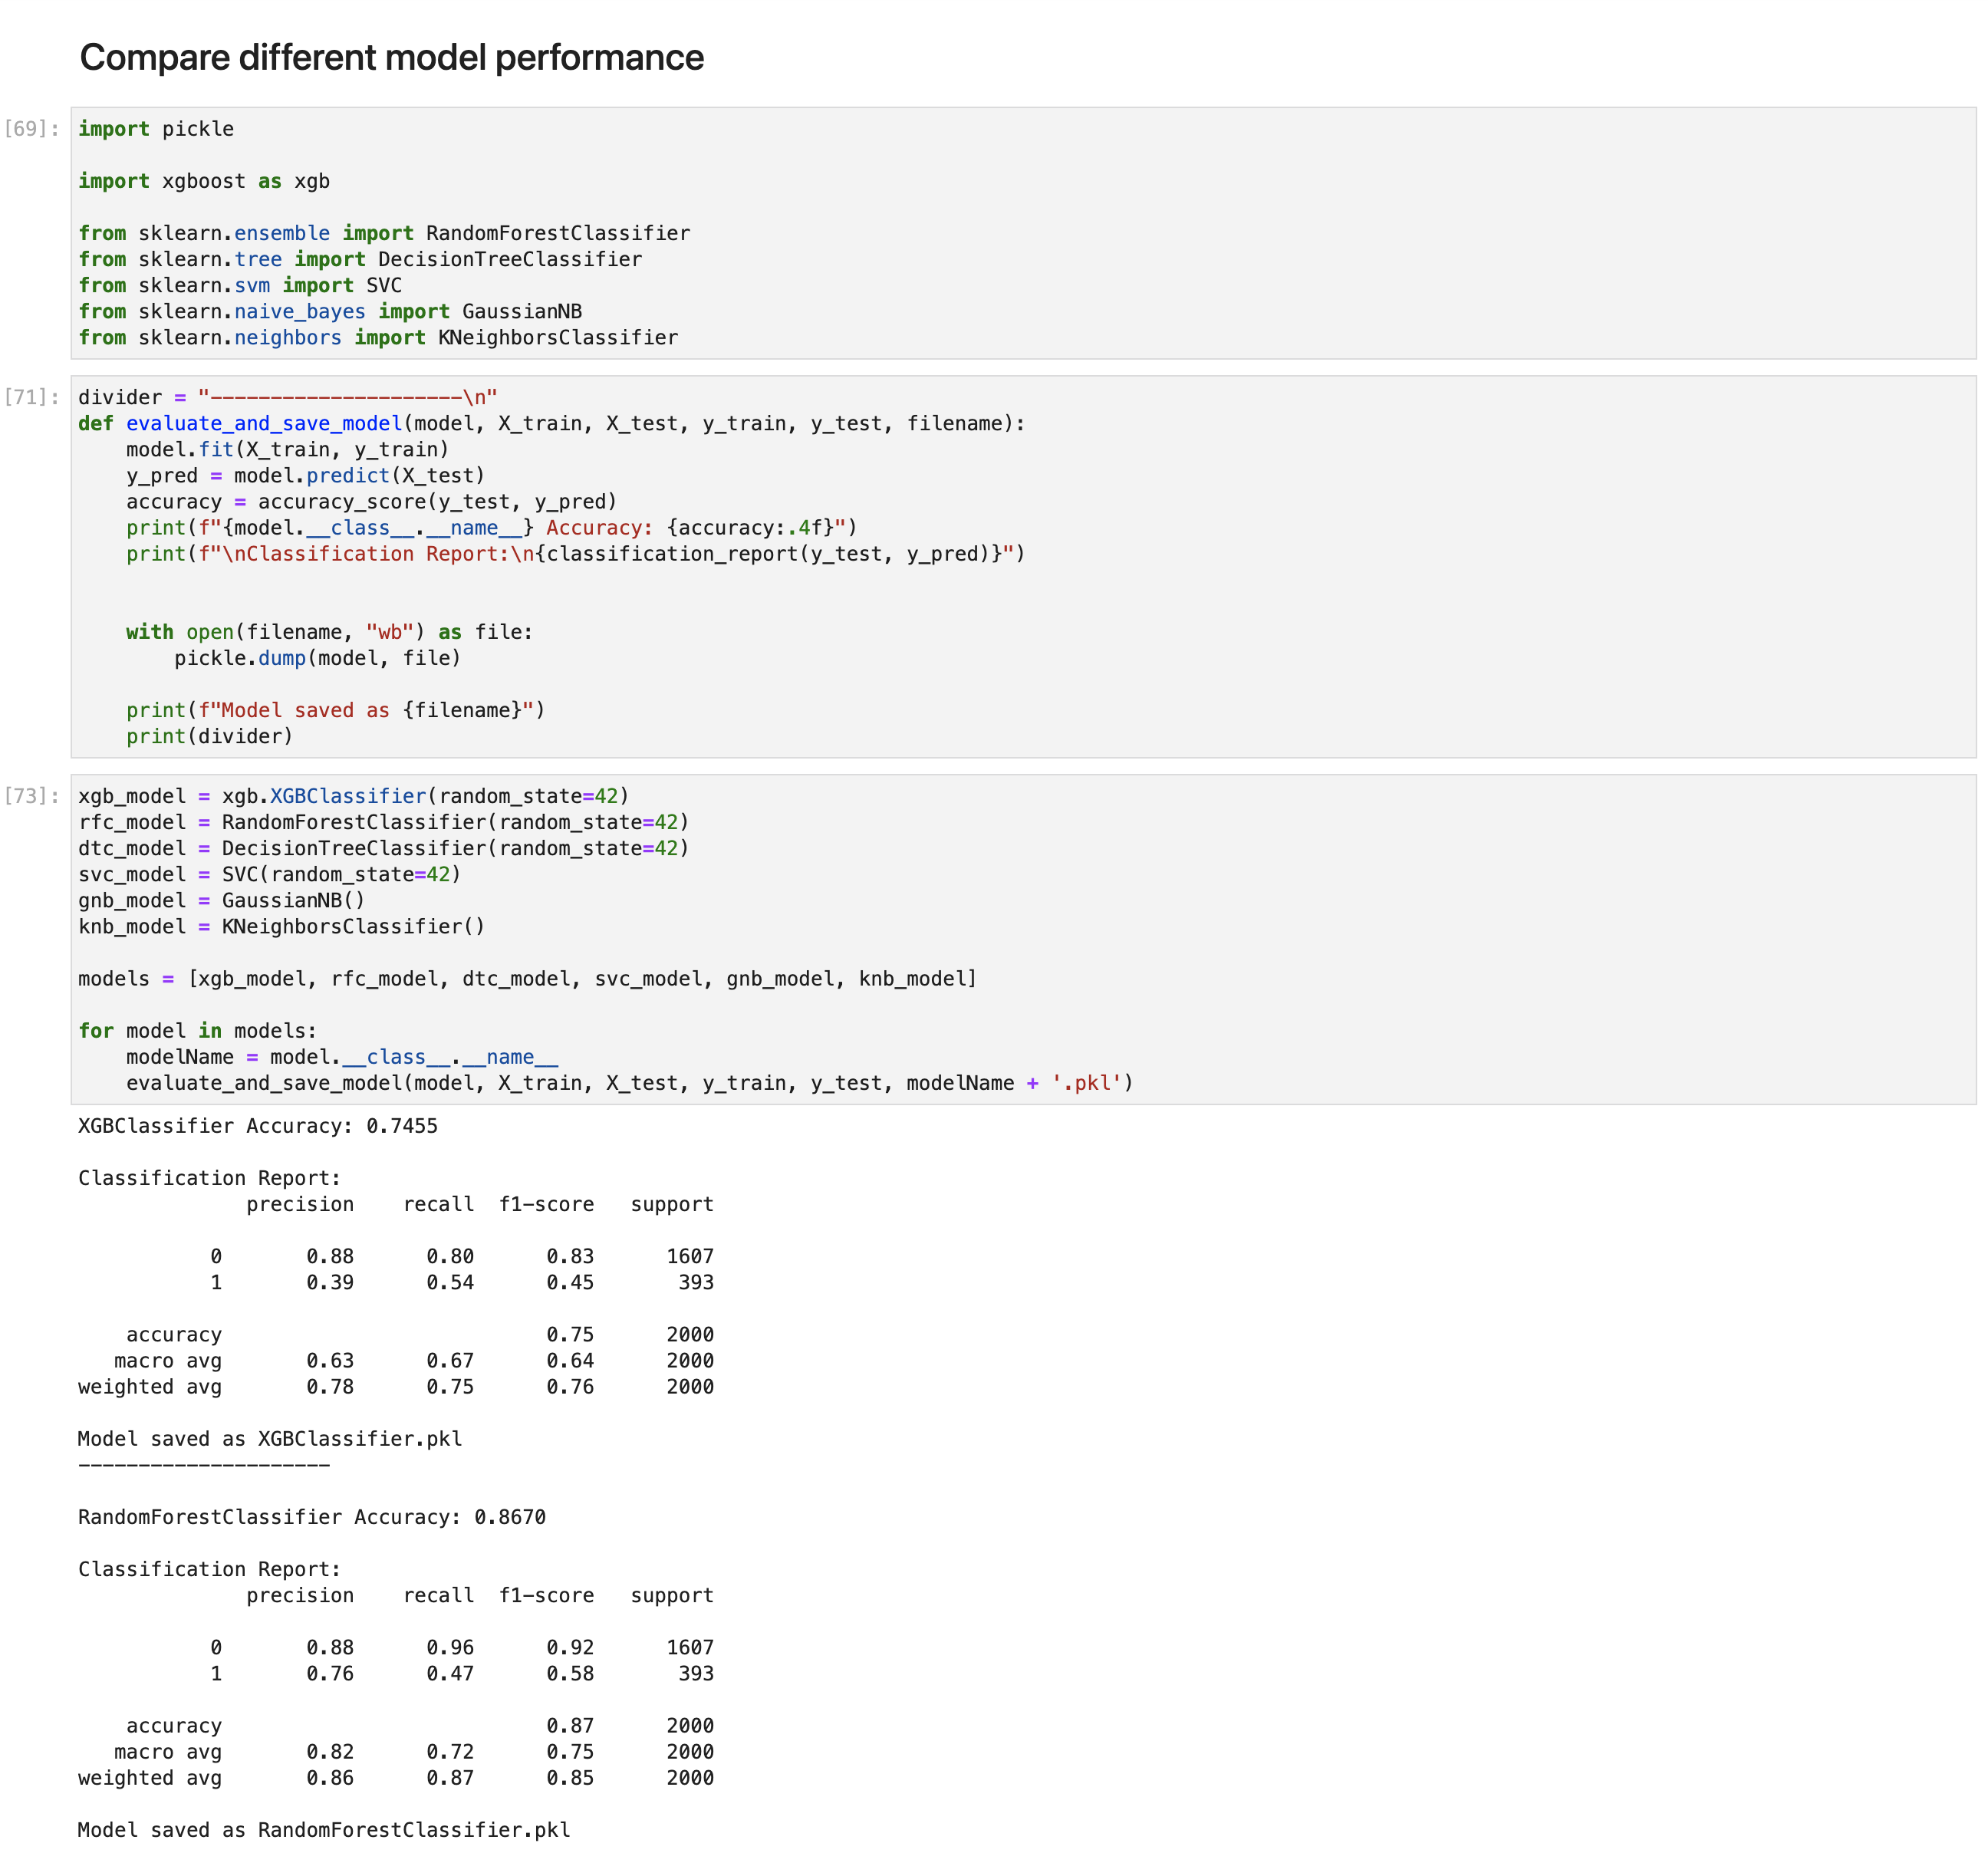 Compare different model performance
[69]:
import pickle
import xgboost as xgb
from sklearn.ensemble import RandomForestClassifier
from sklearn.tree import DecisionTreeClassifier
from sklearn.svm import SVC
from sklearn.naive_bayes import GaussianNB
from sklearn.neighbors import KNeighborsClassifier
[71]:
divider = "---------------------\n"
def evaluate_and_save_model(model, X_train, X_test, y_train, y_test, filename):
    model.fit(X_train, y_train)
    y_pred = model.predict(X_test)
    accuracy = accuracy_score(y_test, y_pred)
    print(f"{model.__class__.__name__} Accuracy: {accuracy:.4f}")
    print(f"\nClassification Report:\n{classification_report(y_test, y_pred)}")
    with open(filename, "wb") as file:
        pickle.dump(model, file)
    print(f"Model saved as {filename}")
    print(divider)
[73]:
xgb_model = xgb.XGBClassifier(random_state=42)
rfc_model = RandomForestClassifier(random_state=42)
dtc_model = DecisionTreeClassifier(random_state=42)
svc_model = SVC(random_state=42)
gnb_model = GaussianNB()
knb_model = KNeighborsClassifier()
models = [xgb_model, rfc_model, dtc_model, svc_model, gnb_model, knb_model]
for model in models:
    modelName = model.__class__.__name__
    evaluate_and_save_model(model, X_train, X_test, y_train, y_test, modelName + '.pkl')
XGBClassifier Accuracy: 0.7455
Classification Report:
              precision    recall  f1-score   support
           0       0.88      0.80      0.83      1607
           1       0.39      0.54      0.45       393
    accuracy                           0.75      2000
   macro avg       0.63      0.67      0.64      2000
weighted avg       0.78      0.75      0.76      2000
Model saved as XGBClassifier.pkl
---------------------
RandomForestClassifier Accuracy: 0.8670
Classification Report:
              precision    recall  f1-score   support
           0       0.88      0.96      0.92      1607
           1       0.76      0.47      0.58       393
    accuracy                           0.87      2000
   macro avg       0.82      0.72      0.75      2000
weighted avg       0.86      0.87      0.85      2000
Model saved as RandomForestClassifier.pkl